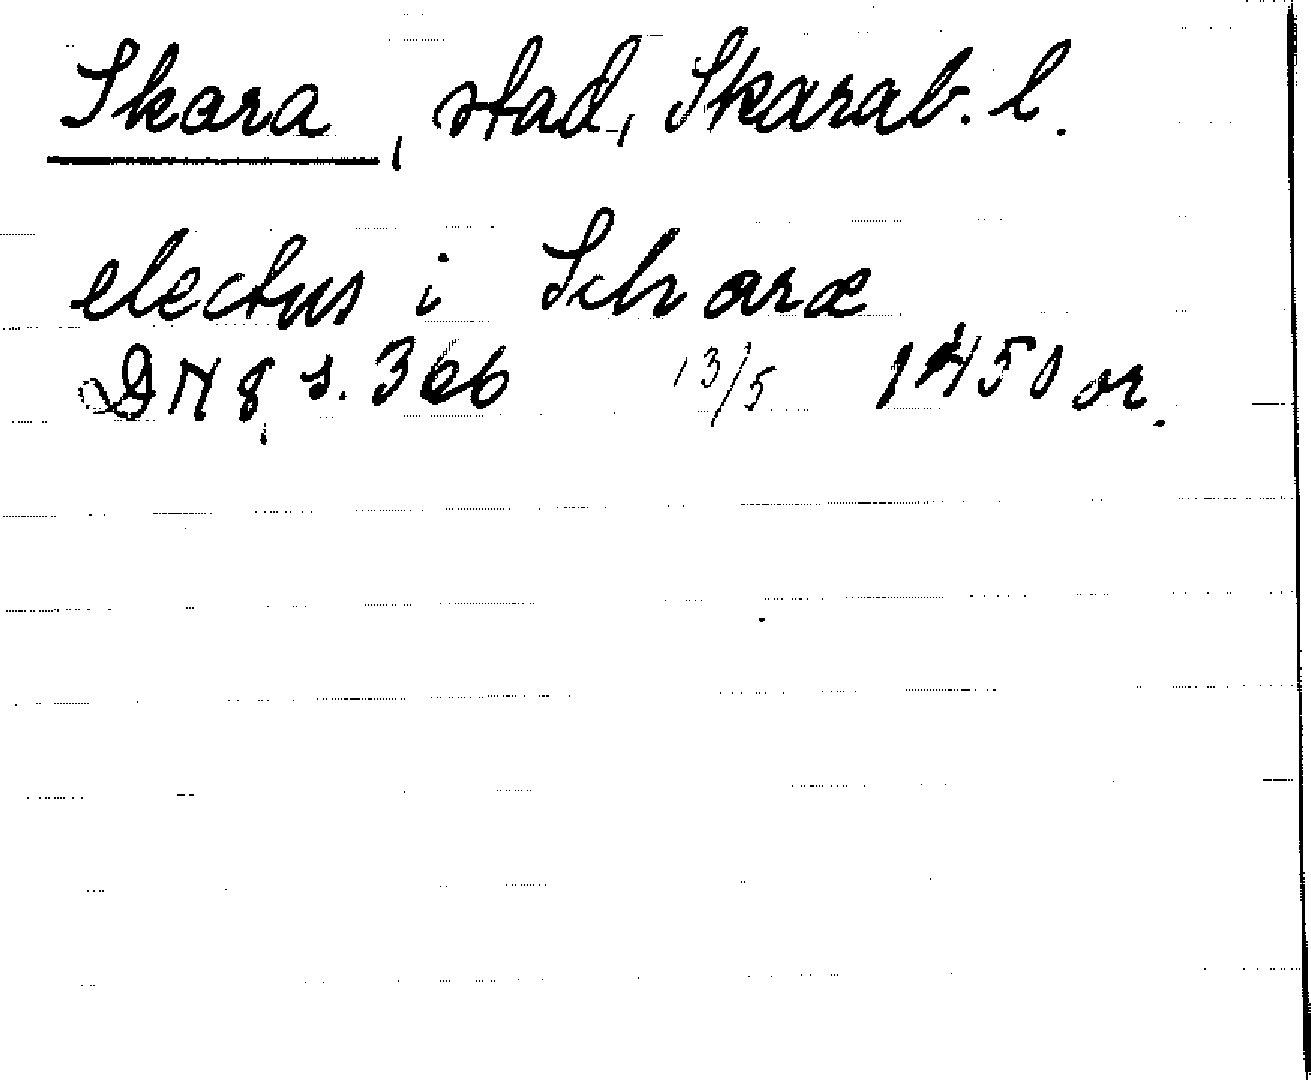 Skara, stad, Skarab. l.
electus i Scharæ
DN 8, s. 366 13/5 1450 or.